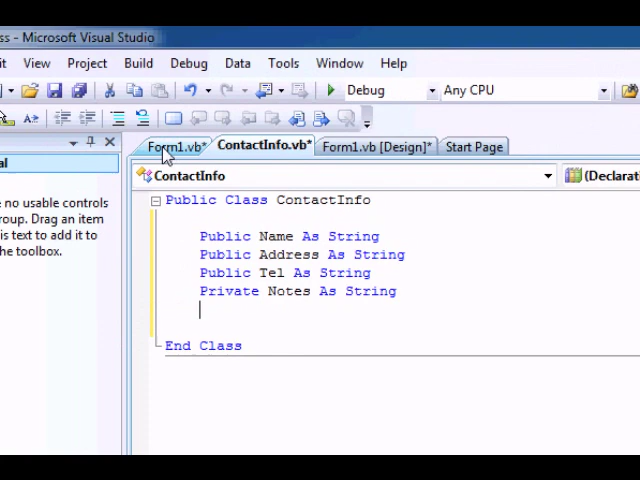 ss - Microsoft Visual Studio
it View Project Build Debug Tools Window Help
Debug Any CPU
Form1.vb* ContactInfo.vb* Form1.vb [Design]* Start Page
al
ContactInfo (Declarati
e no usable controls
roup. Drag an item
is text to add it to
he toolbox.
Public Class ContactInfo
Public Name As String
Public Address As String
Public Tel As String
Private Notes As String
End Class